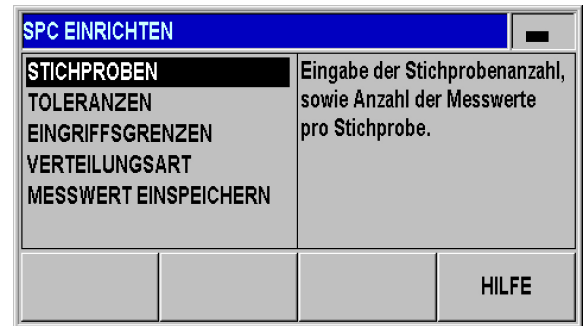 SPC EINRICHTEN
STICHPROBEN
TOLERANZEN
EINGRIFFSGRENZEN
VERTEILUNGSART
MESSWERT EINSPEICHERN
Eingabe der Stichprobenanzahl,
sowie Anzahl der Messwerte
pro Stichprobe.
HILFE